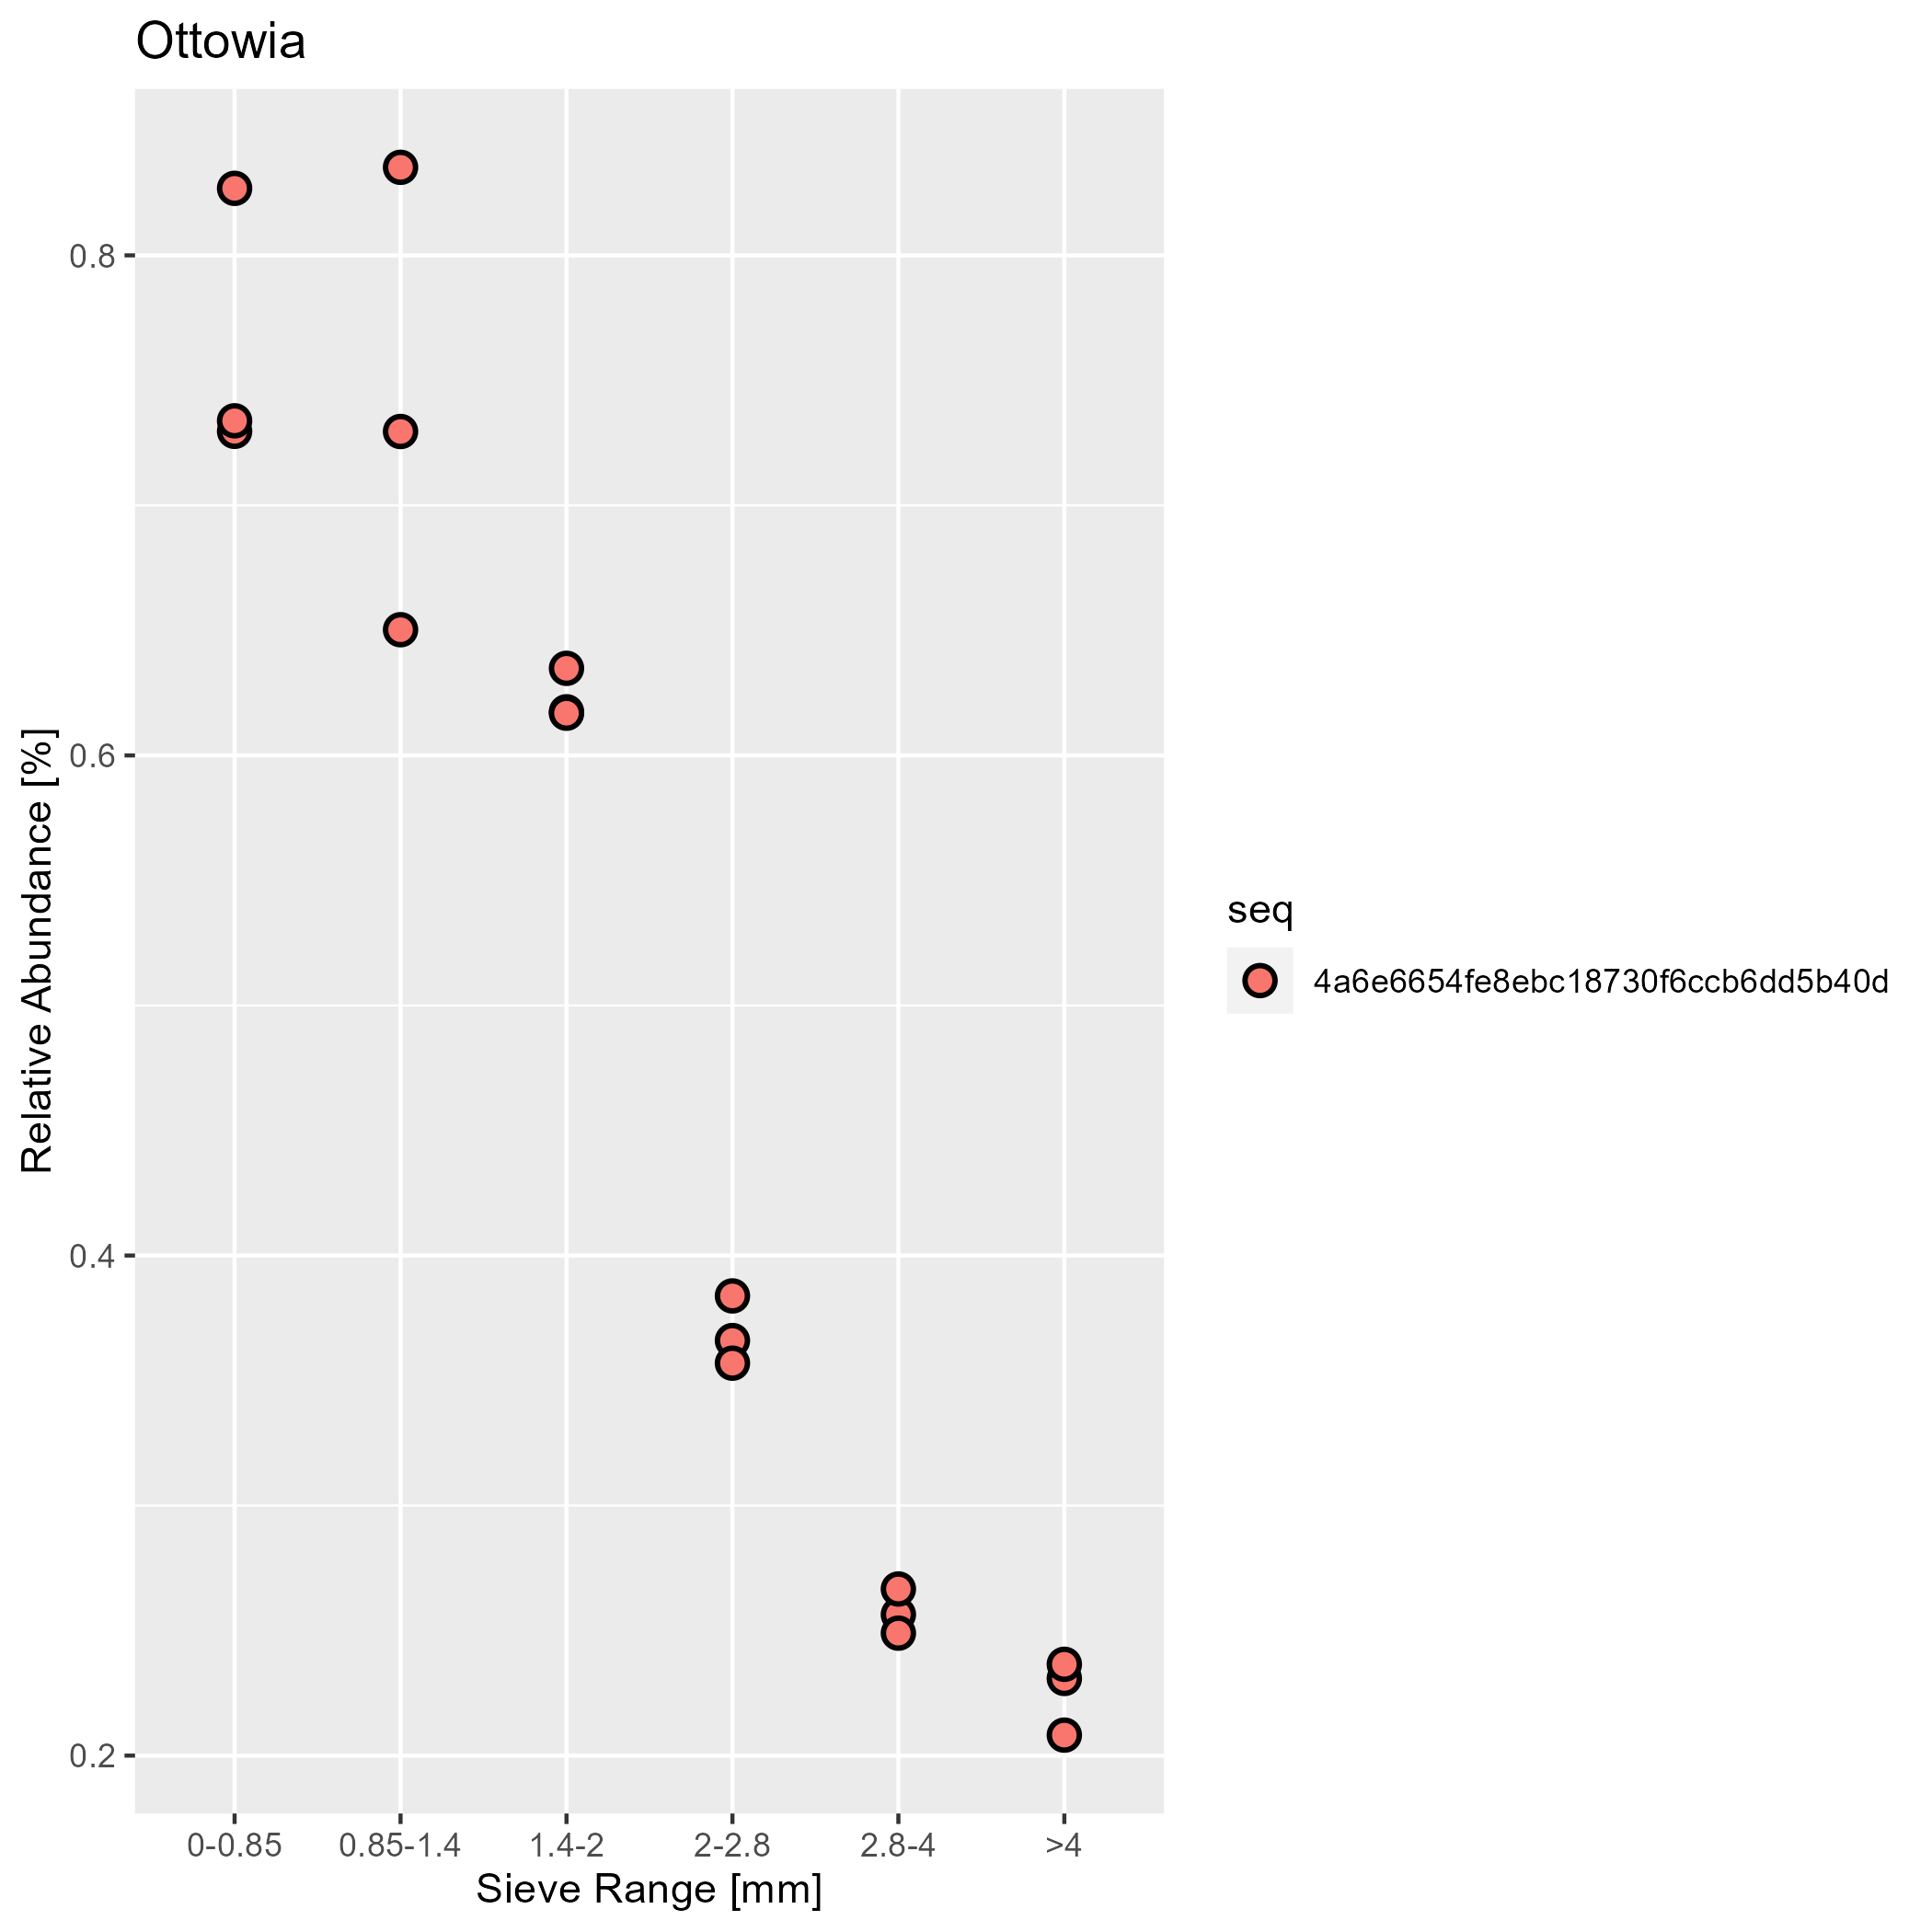 Ottowia
Relative Abundance [%]
0.8
0.6
0.4
0.2
0-0.85 0.85-1.4 1.4-2 2-2.8 2.8-4 >4
Sieve Range [mm]
seq
4a6e6654fe8ebc18730f6ccb6dd5b40d